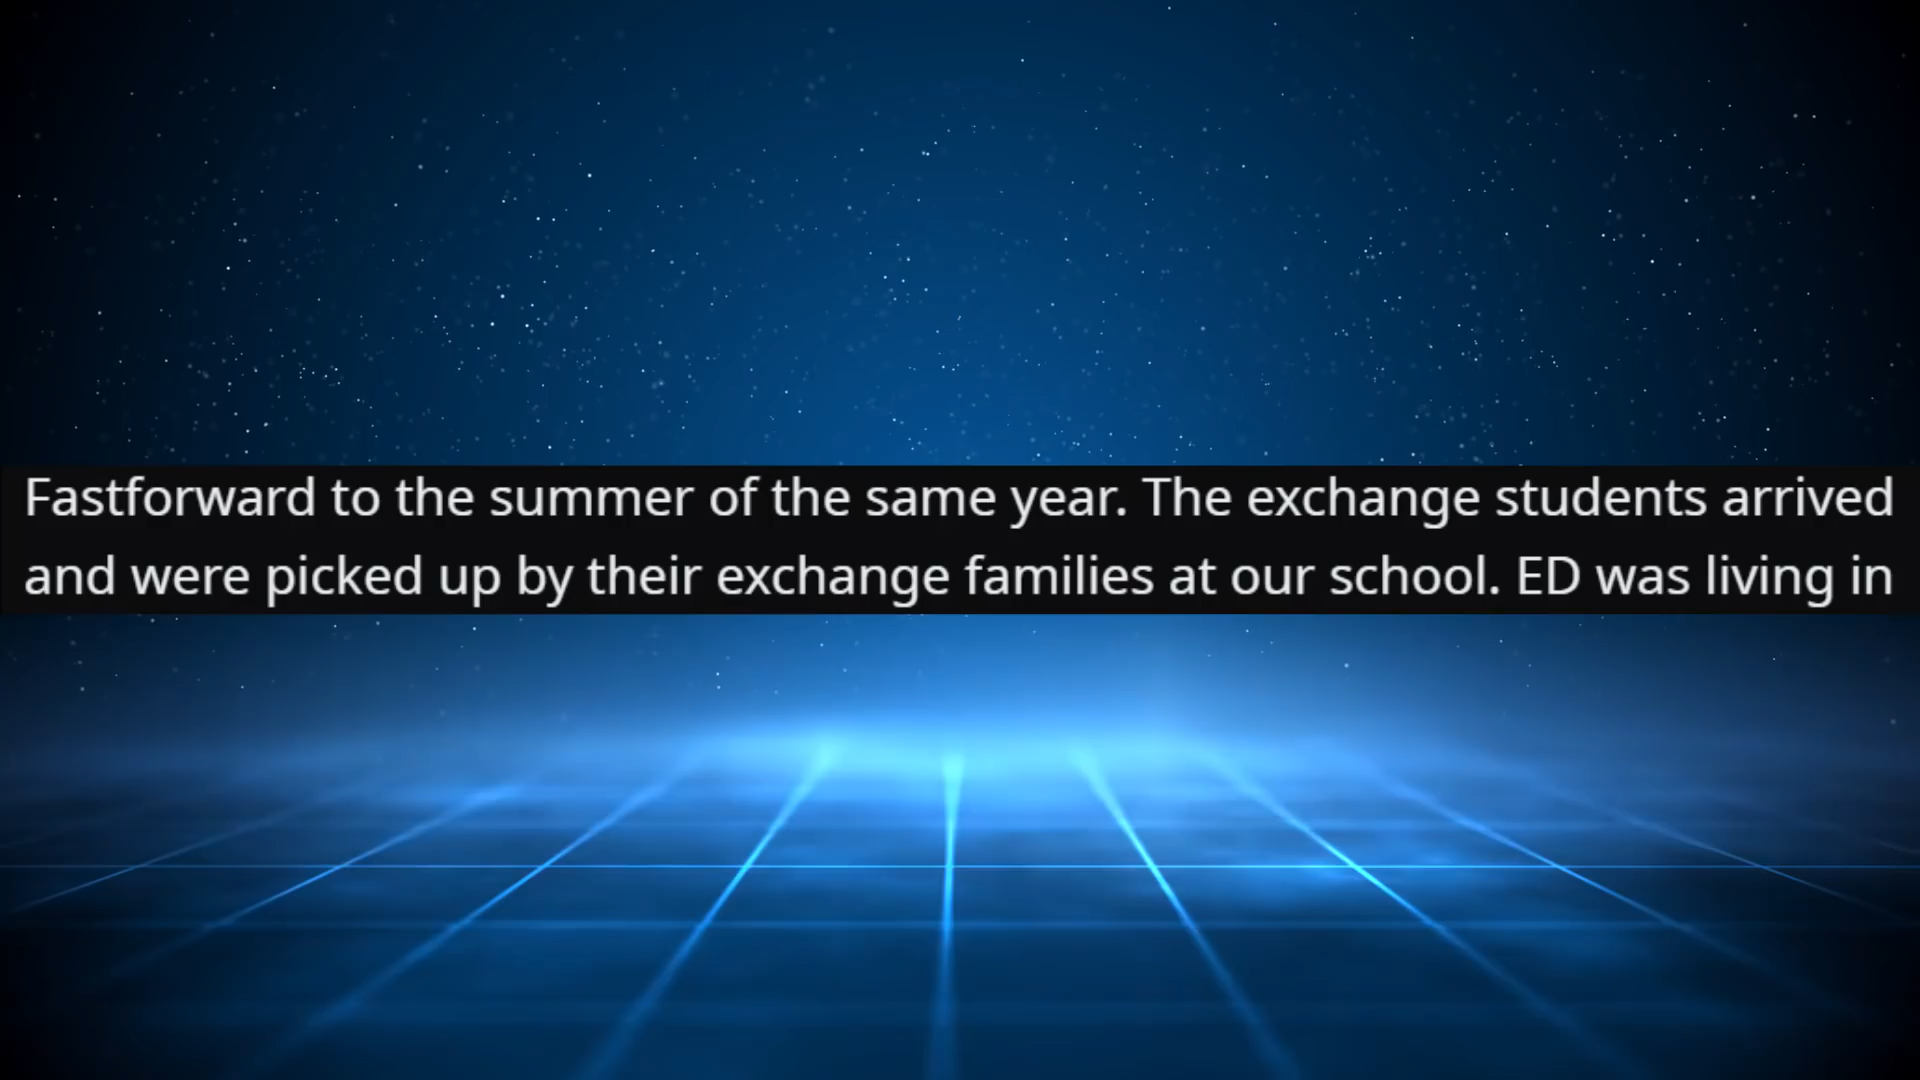 Fastforward to the summer of the same year. The exchange students arrived
and were picked up by their exchange families at our school. ED was living in